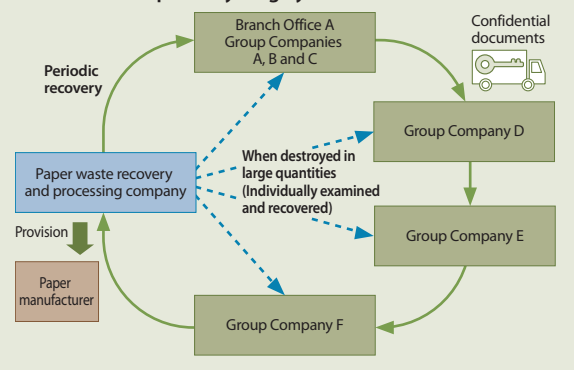 Branch Office A
Group Companies
A, B and C
Confidential
documents
Periodic
recovery
Group Company D
When destroyed in
large quantities
(Individually examined
and recovered)
Paper waste recovery
and processing company
Provision
Group Company E
Paper
manufacturer
Group Company F